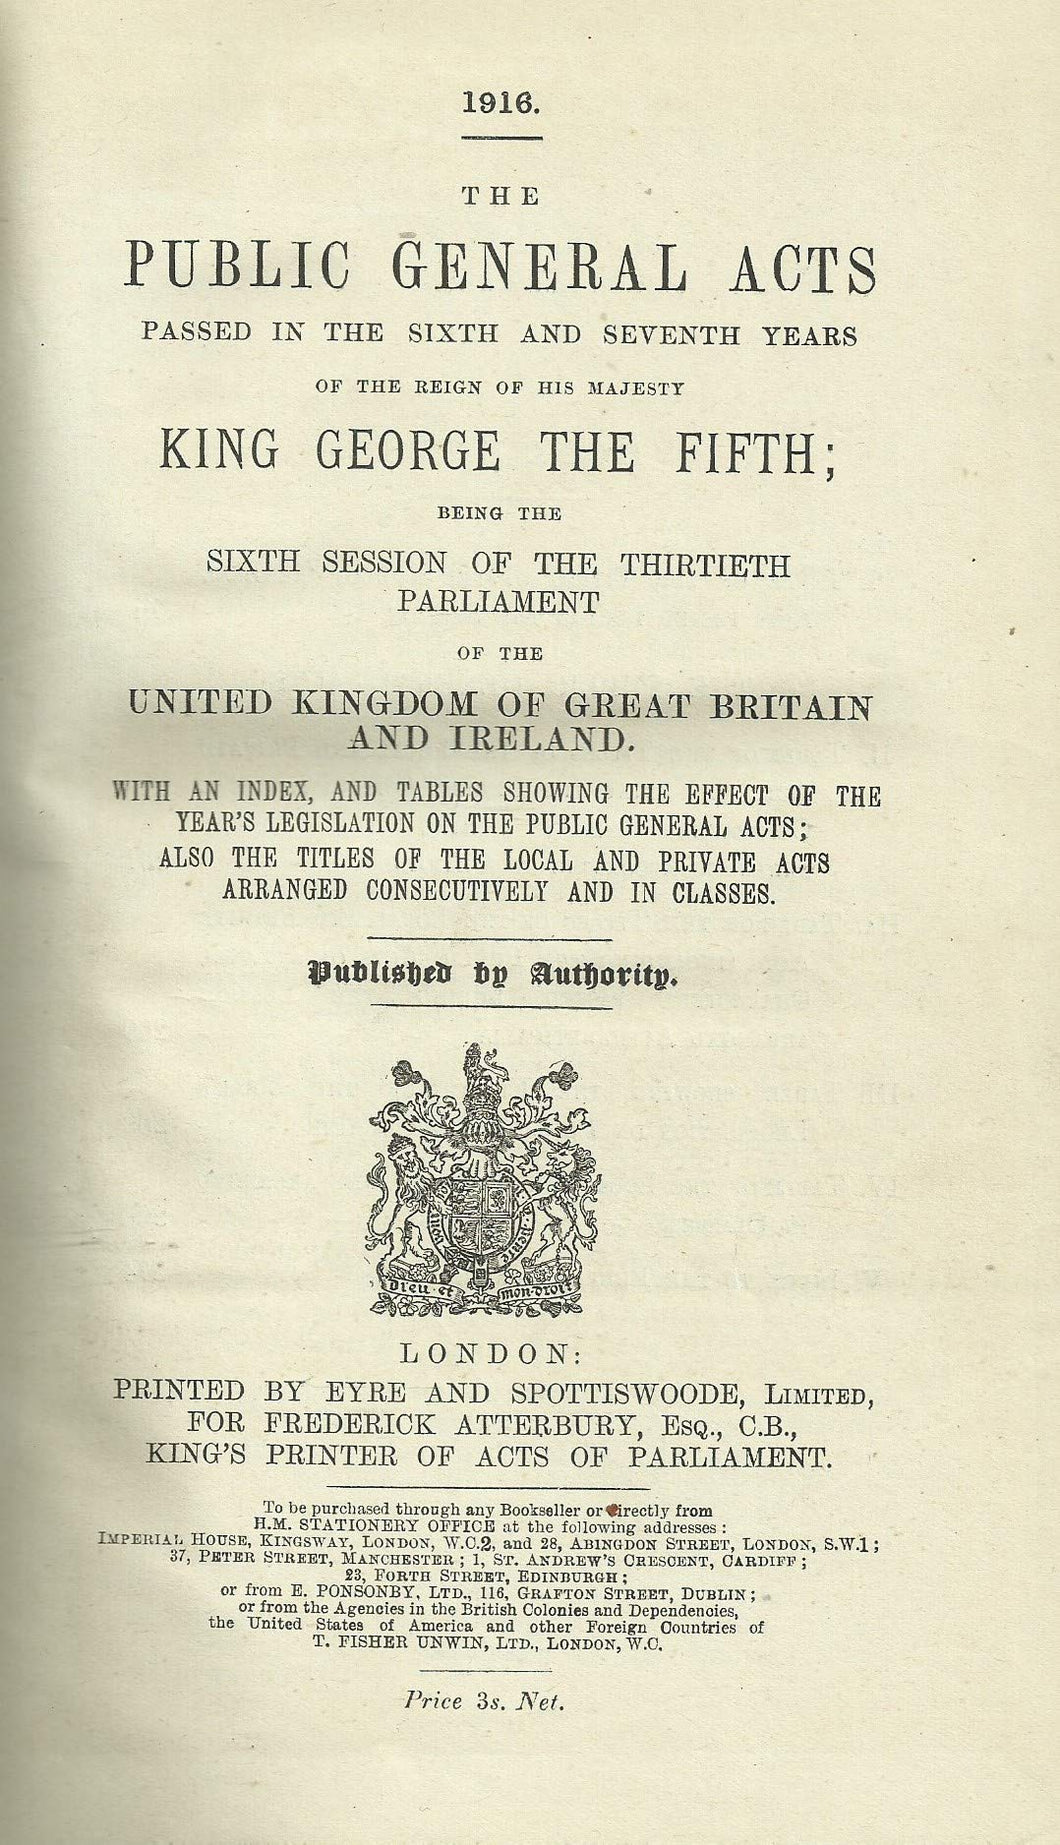 1916.
THE
PUBLIC GENERAL ACTS
PASSED IN THE SIXTH AND SEVENTH YEARS
OF THE REIGN OF HIS MAJESTY
KING GEORGE THE FIFTH;
BEING THE
SIXTH SESSION OF THE THIRTIETH
PARLIAMENT
OF THE
UNITED KINGDOM OF GREAT BRITAIN
AND IRELAND.
WITH AN INDEX, AND TABLES SHOWING THE EFFECT OF THE
YEAR'S LEGISLATION ON THE PUBLIC GENERAL ACTS;
ALSO THE TITLES OF THE LOCAL AND PRIVATE ACTS
ARRANGED CONSECUTIVELY AND IN CLASSES.
Published by Authority.
Dieu et mon droit
LONDON:
PRINTED BY EYRE AND SPOTTISWOODE, LIMITED,
FOR FREDERICK ATTERBURY, ESQ., C.B.,
KING'S PRINTER OF ACTS OF PARLIAMENT.
To be purchased through any Bookseller or directly from
H.M. STATIONERY OFFICE at the following addresses:
IMPERIAL HOUSE, KINGSWAY, LONDON, W.C.2, and 28, ABINGDON STREET, LONDON, S.W.1;
37, PETER STREET, MANCHESTER; 1, ST. ANDREW'S CRESCENT, CARDIFF;
23, FORTH STREET, EDINBURGH;
or from E. PONSONBY, LTD., 116, GRAFTON STREET, DUBLIN;
or from the Agencies in the British Colonies and Dependencies,
the United States of America and other Foreign Countries of
T. FISHER UNWIN, LTD., LONDON, W.C.
Price 3s. Net.